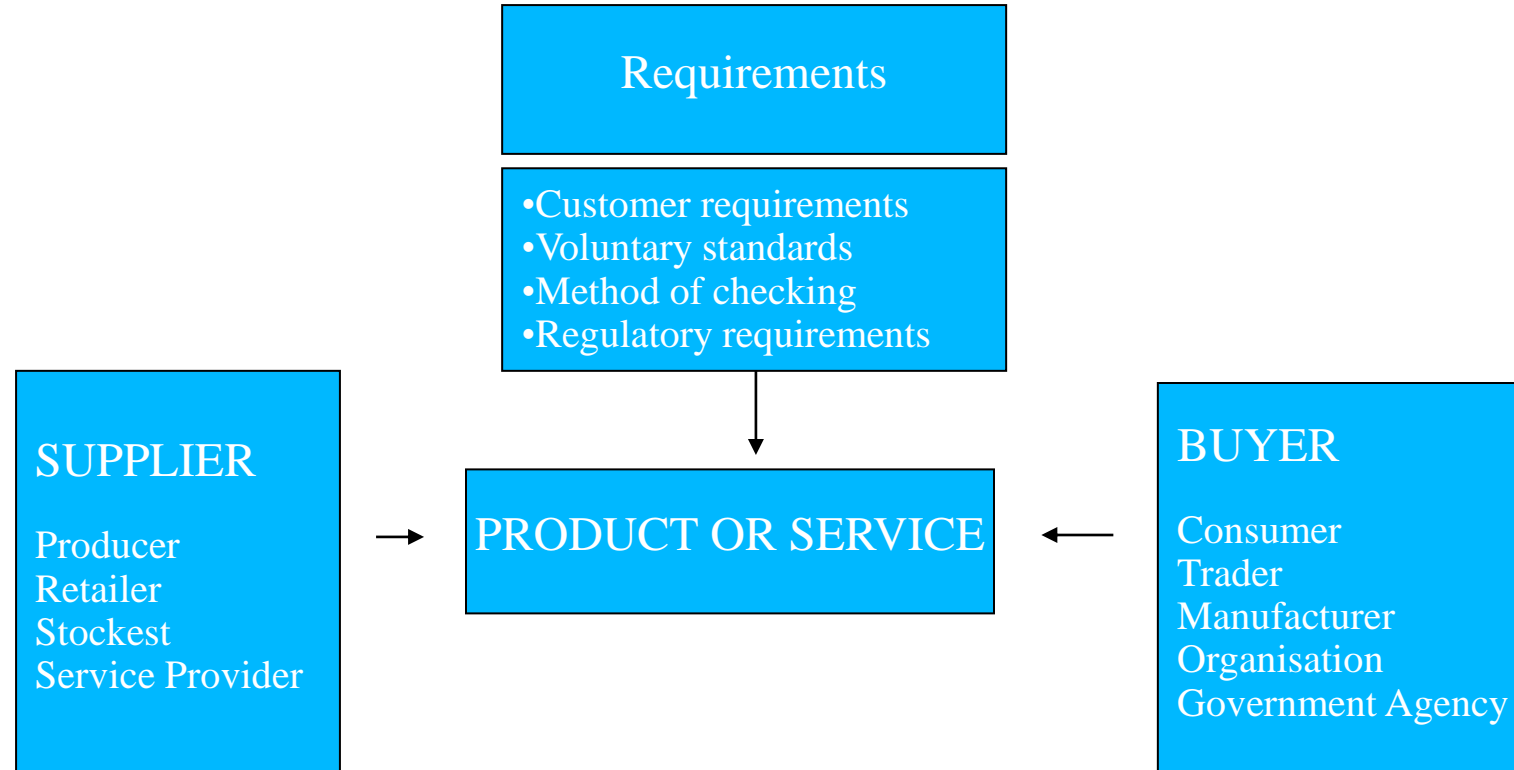 Requirements
•Customer requirements
•Voluntary standards
•Method of checking
•Regulatory requirements
SUPPLIER
Producer
Retailer
Stockest
Service Provider
PRODUCT OR SERVICE
BUYER
Consumer
Trader
Manufacturer
Organisation
Government Agency